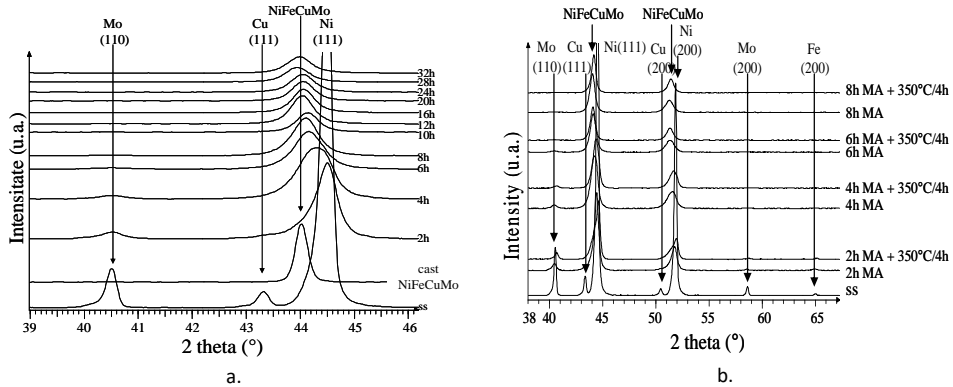 NiFeCuMo
Mo
(110)
Cu
(111)
Ni
(111)
Intensitate (u.a.)
32h
28h
24h
20h
16h
12h
10h
8h
6h
4h
2h
cast
NiFeCuMo
ss
39 40 41 42 43 44 45 46
2 theta (°)
a.
NiFeCuMo NiFeCuMo
Mo
(110)
Cu
(111)
Ni(111)
Cu
(200)
Ni
(200)
Mo
(200)
Fe
(200)
Intensity (u.a.)
8h MA + 350°C/4h
8h MA
6h MA + 350°C/4h
6h MA
4h MA + 350°C/4h
4h MA
2h MA + 350°C/4h
2h MA
ss
38 40 45 50 55 60 65
2 theta (°)
b.